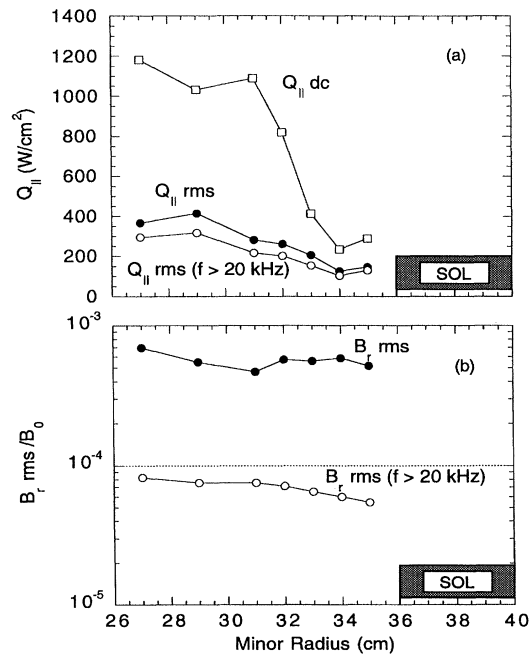 1400
(a)
1200
Q|| dc
1000
Q|| (W/cm²)
800
600
Q|| rms
400
200
SOL
Q|| rms (f > 20 kHz)
0
10⁻³
Bᵣ rms
(b)
Bᵣ rms /B₀
10⁻⁴
Bᵣ rms (f > 20 kHz)
SOL
10⁻⁵
26 28 30 32 34 36 38 40
Minor Radius (cm)